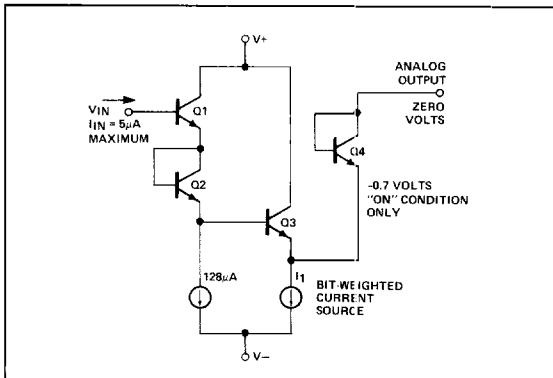 V+
ANALOG
OUTPUT
ZERO
VOLTS
VIN
IIN = 5μA
MAXIMUM
Q1
Q2
Q3
Q4
-0.7 VOLTS
"ON" CONDITION
ONLY
128μA
I1
BIT-WEIGHTED
CURRENT
SOURCE
V−